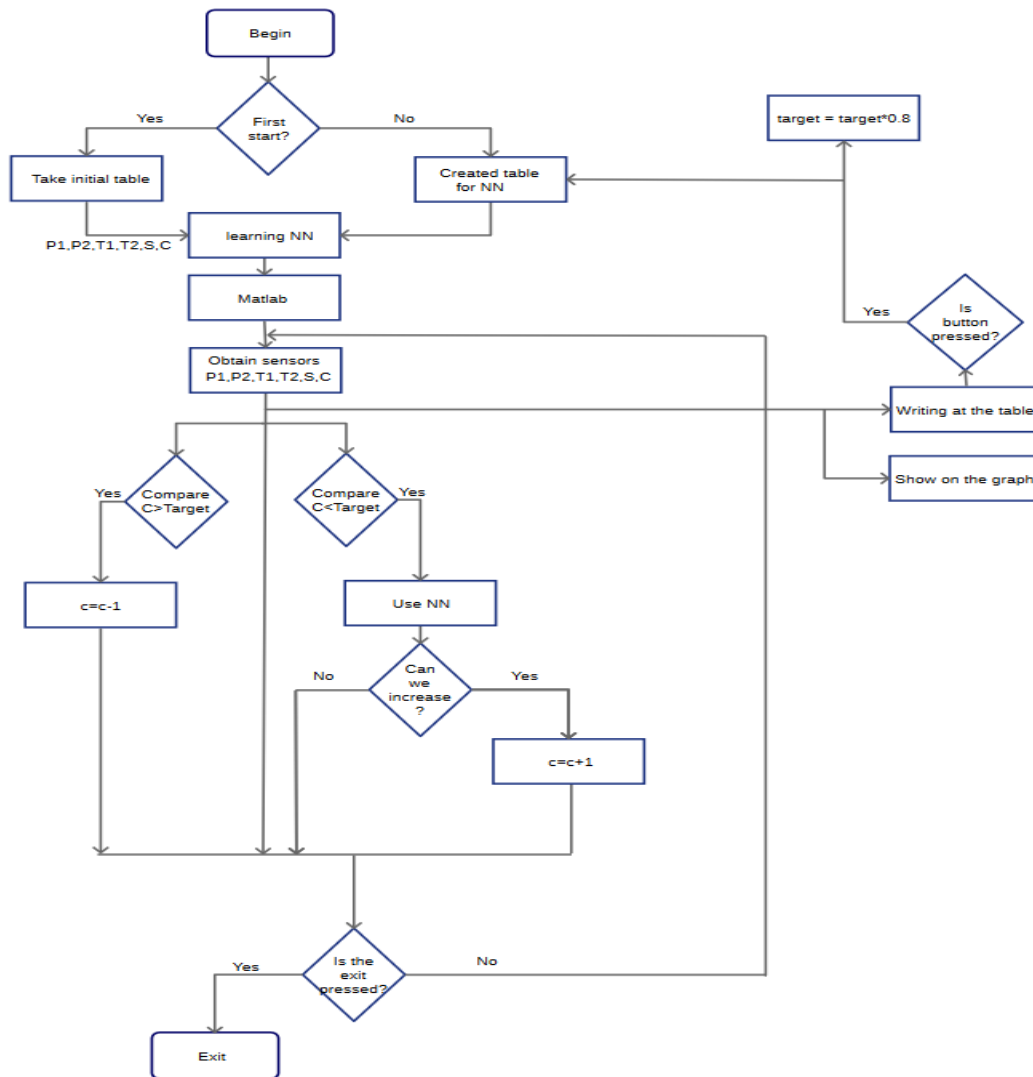 Begin
First
start?
Yes
No
target = target*0.8
Take initial table
Created table
for NN
P1,P2,T1,T2,S,C
learning NN
Matlab
Is
button
pressed?
Yes
Obtain sensors
P1,P2,T1,T2,S,C
Writing at the table
Show on the graph
Yes
Compare
C>Target
Compare
C<Target
Yes
c=c-1
Use NN
Can
we
increase
?
No
Yes
c=c+1
Is the
exit
pressed?
Yes
No
Exit